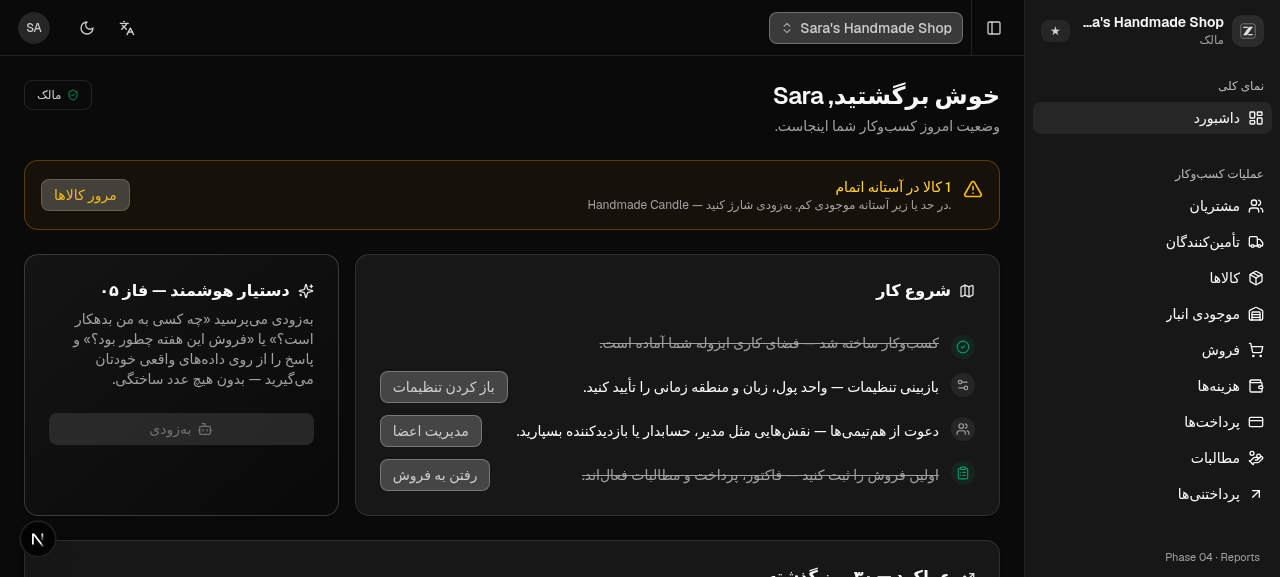 a's Handmade Shop...
مالک
★
نمای کلی
داشبورد
عملیات کسب‌وکار
مشتریان
تأمین‌کنندگان
کالاها
موجودی انبار
فروش
هزینه‌ها
پرداخت‌ها
مطالبات
پرداختنی‌ها
Phase 04 · Reports
Sara's Handmade Shop
SA
خوش برگشتید, Sara
وضعیت امروز کسب‌وکار شما اینجاست.
مالک
1 کالا در آستانه اتمام
Handmade Candle — در حد یا زیر آستانه موجودی کم. به‌زودی شارژ کنید.
مرور کالاها
شروع کار
کسب‌وکار ساخته شد — فضای کاری ایزوله شما آماده است.
بازبینی تنظیمات — واحد پول، زبان و منطقه زمانی را تأیید کنید.
باز کردن تنظیمات
دعوت از هم‌تیمی‌ها — نقش‌هایی مثل مدیر، حسابدار یا بازدیدکننده بسپارید.
مدیریت اعضا
اولین فروش را ثبت کنید — فاکتور، پرداخت و مطالبات فعال‌اند.
رفتن به فروش
دستیار هوشمند — فاز ۰۵
به‌زودی می‌پرسید «چه کسی به من بدهکار
است؟» یا «فروش این هفته چطور بود؟» و
پاسخ را از روی داده‌های واقعی خودتان
می‌گیرید — بدون هیچ عدد ساختگی.
به‌زودی
N